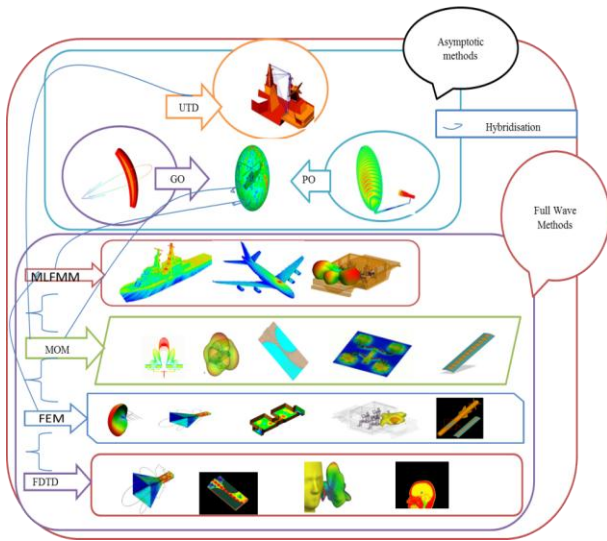 Asymptotic
methods
UTD
Hybridisation
GO
PO
Full Wave
Methods
MLFMM
MOM
FEM
FDTD